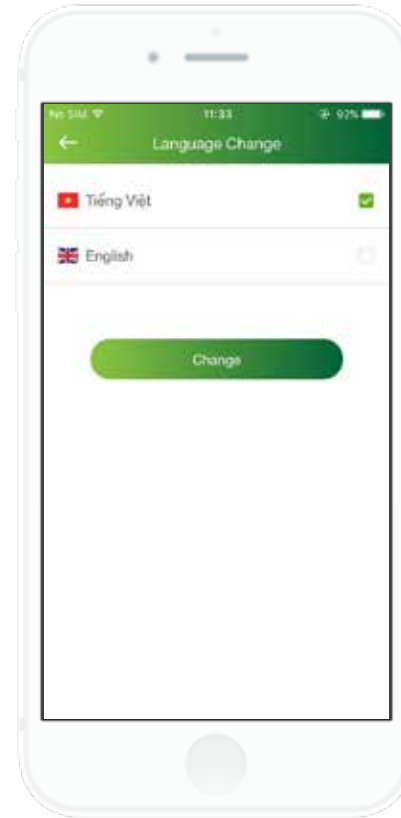 No SIM 11:33 92%
Language Change
Tiếng Việt
English
Change